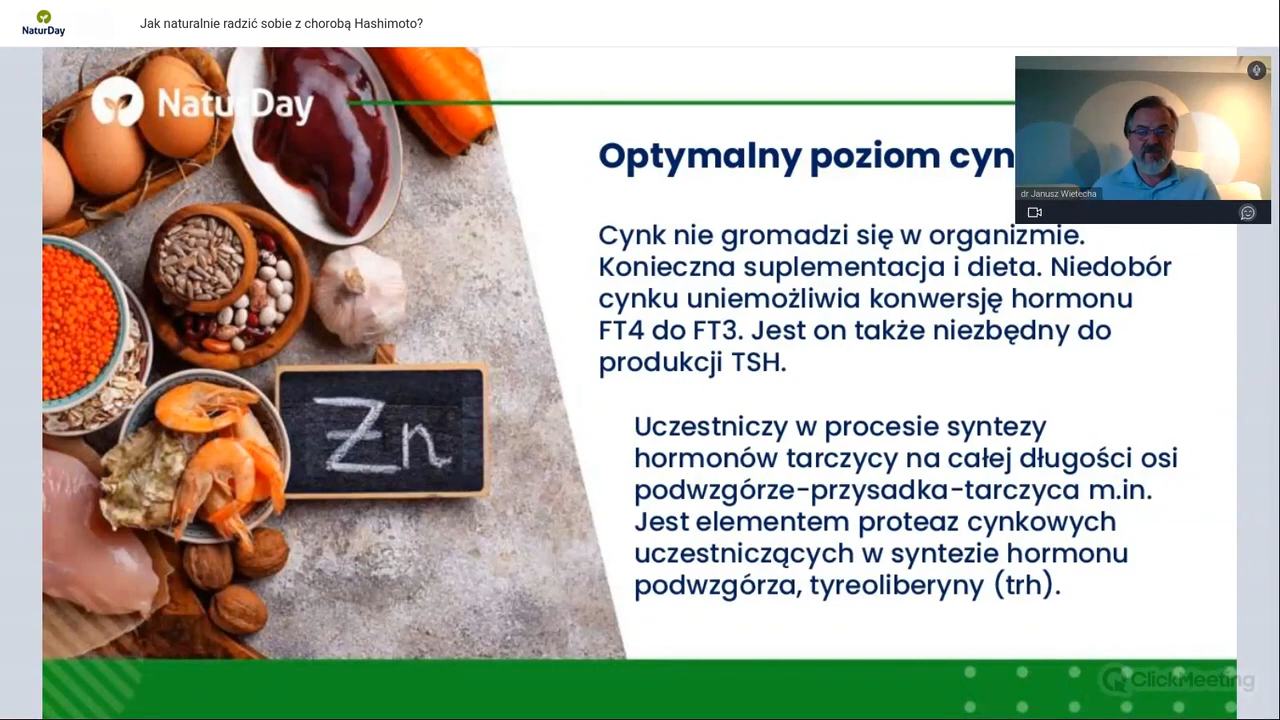 NaturDay
Jak naturalnie radzić sobie z chorobą Hashimoto?
NaturDay
Optymalny poziom cyn
dr Janusz Wietecha
Cynk nie gromadzi się w organizmie.
Konieczna suplementacja i dieta. Niedobór
cynku uniemożliwia konwersję hormonu
FT4 do FT3. Jest on także niezbędny do
produkcji TSH.
Zn
Uczestniczy w procesie syntezy
hormonów tarczycy na całej długości osi
podwzgórze-przysadka-tarczyca m.in.
Jest elementem proteaz cynkowych
uczestniczących w syntezie hormonu
podwzgórza, tyreoliberyny (trh).
ClickMeeting